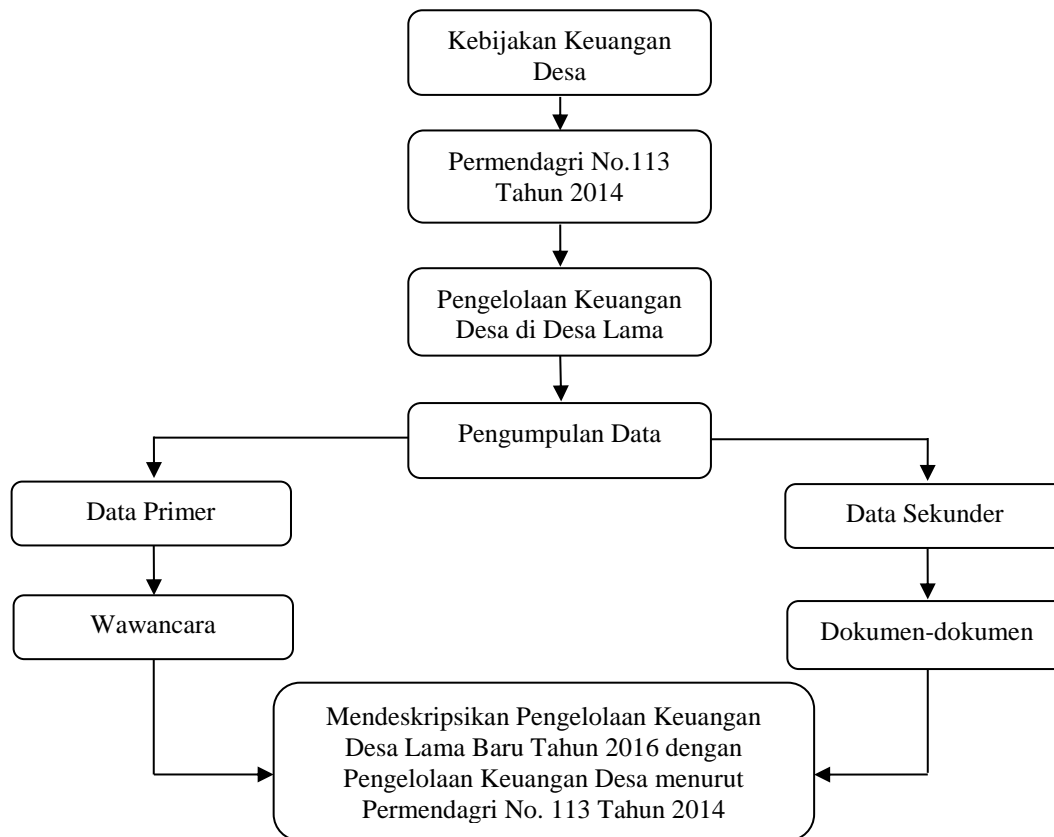 Kebijakan Keuangan
Desa
Permendagri No.113
Tahun 2014
Pengelolaan Keuangan
Desa di Desa Lama
Pengumpulan Data
Data Primer
Data Sekunder
Wawancara
Dokumen-dokumen
Mendeskripsikan Pengelolaan Keuangan
Desa Lama Baru Tahun 2016 dengan
Pengelolaan Keuangan Desa menurut
Permendagri No. 113 Tahun 2014